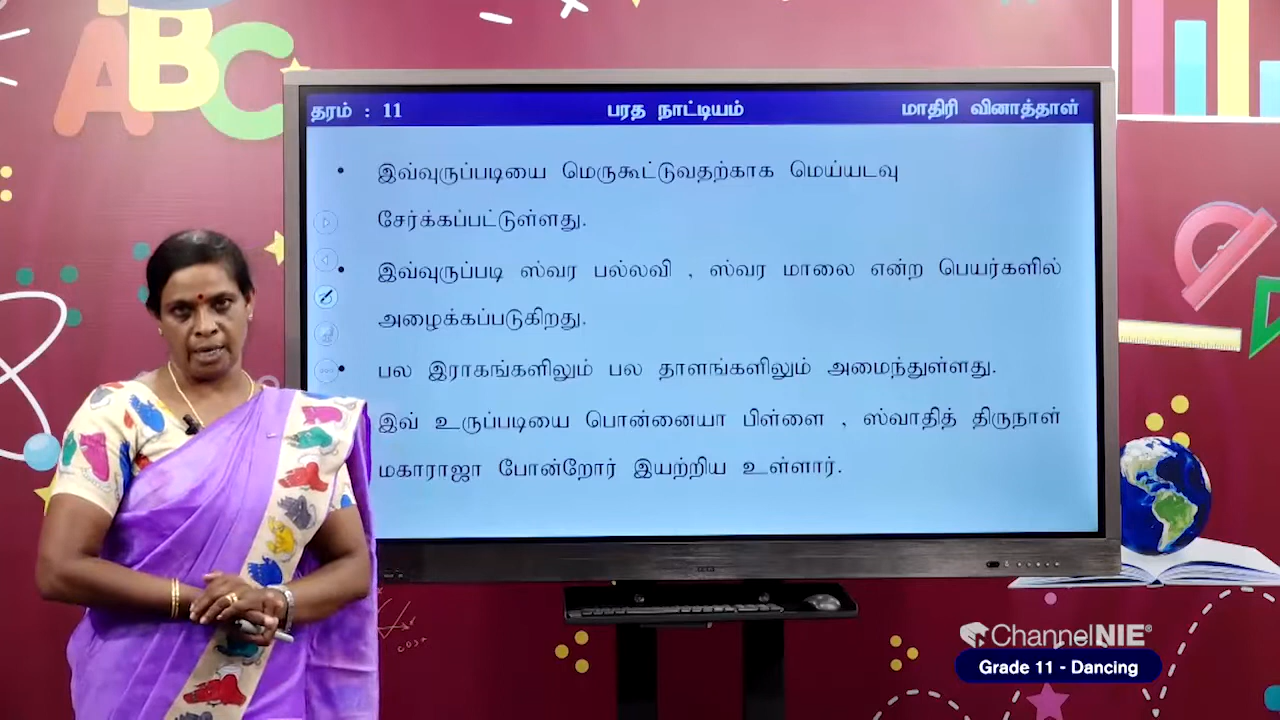 ABC
தரம் : 11 பரத நாட்டியம் மாதிரி வினாத்தாள்
• இவ்வுருப்படியை மெருகூட்டுவதற்காக மெய்யடவு
சேர்க்கப்பட்டுள்ளது.
• இவ்வுருப்படி ஸ்வர பல்லவி , ஸ்வர மாலை என்ற பெயர்களில்
அழைக்கப்படுகிறது.
• பல இராகங்களிலும் பல தாளங்களிலும் அமைந்துள்ளது.
இவ் உருப்படியை பொன்னையா பிள்ளை , ஸ்வாதித் திருநாள்
மகாராஜா போன்றோர் இயற்றிய உள்ளார்.
ChannelNIE®
Grade 11 - Dancing